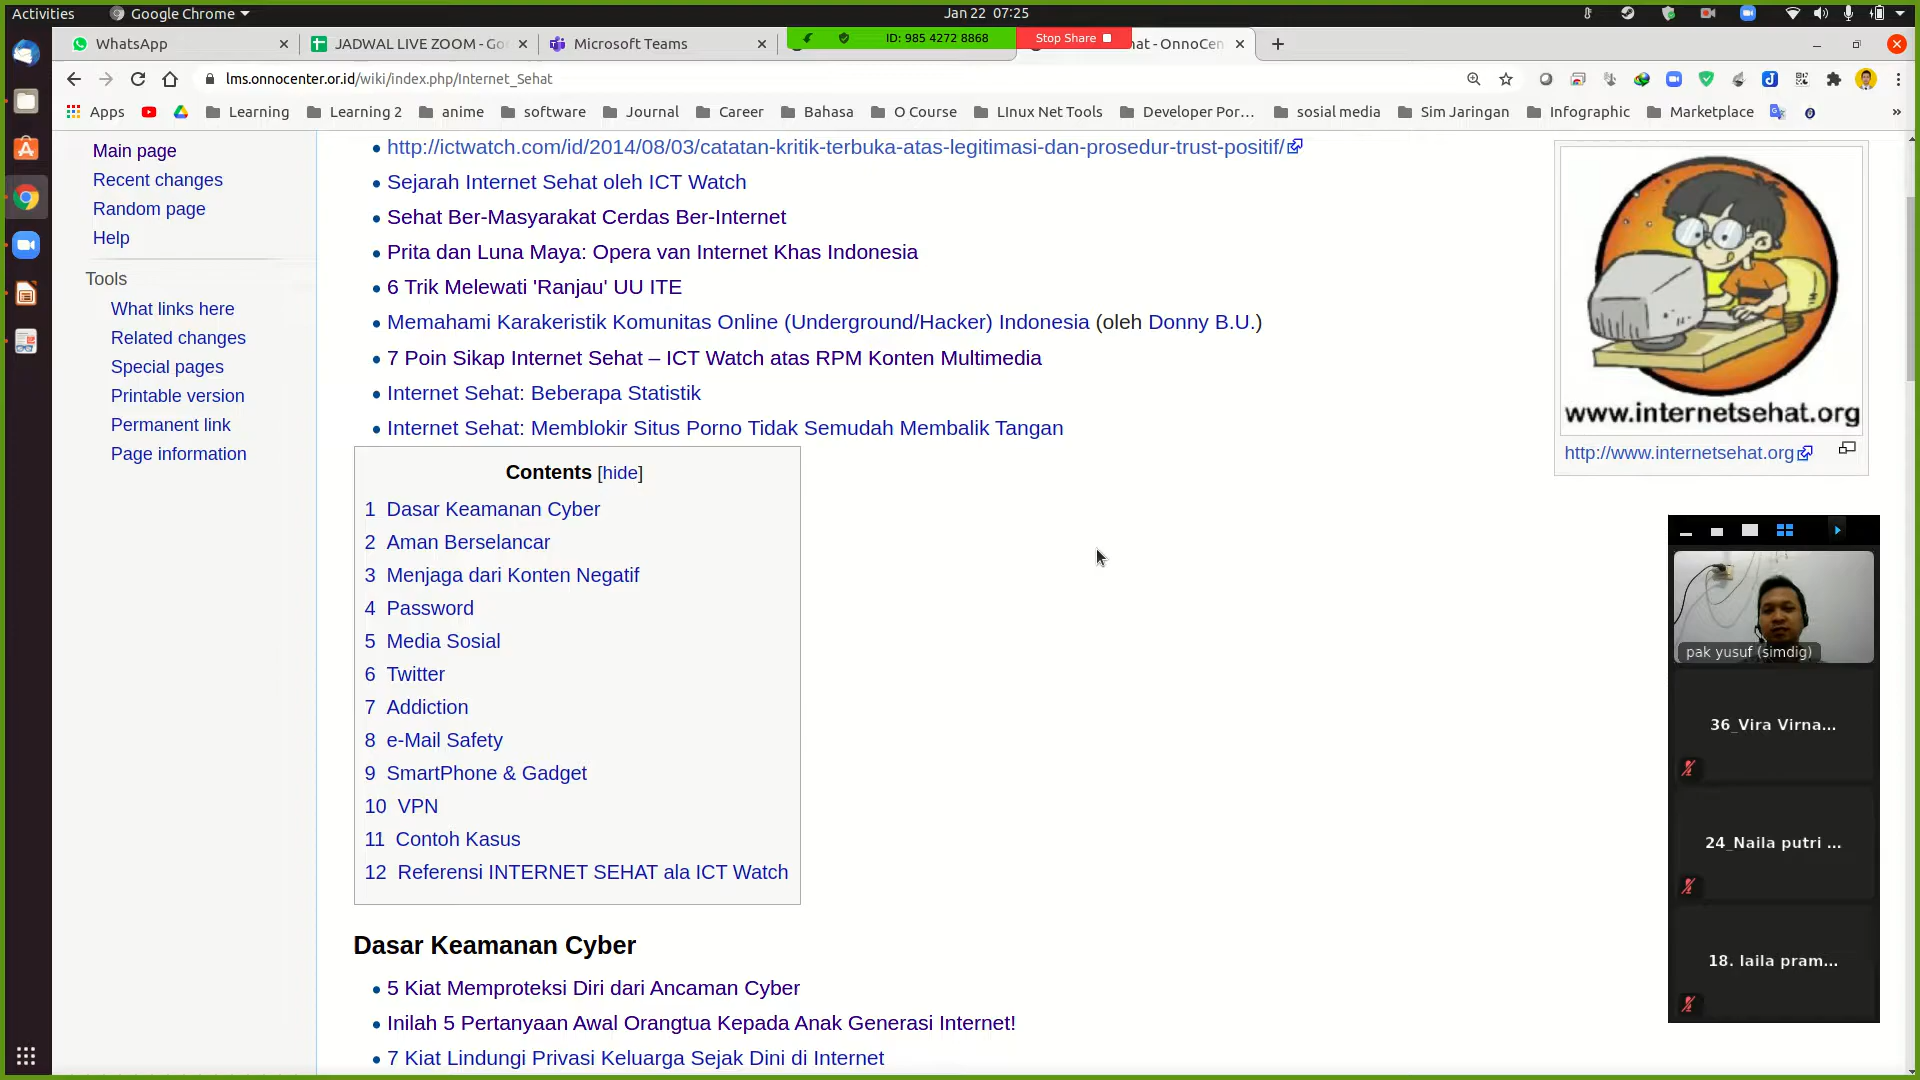 Activities
Google Chrome
Jan 22 07:25
WhatsApp
JADWAL LIVE ZOOM - Go
Microsoft Teams
ID: 985 4272 8868
Stop Share
hat - OnnoCen
lms.onnocenter.or.id/wiki/index.php/Internet_Sehat
Apps
Learning
Learning 2
anime
software
Journal
Career
Bahasa
O Course
LInux Net Tools
Developer Por…
sosial media
Sim Jaringan
Infographic
Marketplace
»
Main page
Recent changes
Random page
Help
Tools
What links here
Related changes
Special pages
Printable version
Permanent link
Page information
http://ictwatch.com/id/2014/08/03/catatan-kritik-terbuka-atas-legitimasi-dan-prosedur-trust-positif/
Sejarah Internet Sehat oleh ICT Watch
Sehat Ber-Masyarakat Cerdas Ber-Internet
Prita dan Luna Maya: Opera van Internet Khas Indonesia
6 Trik Melewati 'Ranjau' UU ITE
Memahami Karakeristik Komunitas Online (Underground/Hacker) Indonesia (oleh Donny B.U.)
7 Poin Sikap Internet Sehat – ICT Watch atas RPM Konten Multimedia
Internet Sehat: Beberapa Statistik
Internet Sehat: Memblokir Situs Porno Tidak Semudah Membalik Tangan
Contents [hide]
1 Dasar Keamanan Cyber
2 Aman Berselancar
3 Menjaga dari Konten Negatif
4 Password
5 Media Sosial
6 Twitter
7 Addiction
8 e-Mail Safety
9 SmartPhone & Gadget
10 VPN
11 Contoh Kasus
12 Referensi INTERNET SEHAT ala ICT Watch
Dasar Keamanan Cyber
5 Kiat Memproteksi Diri dari Ancaman Cyber
Inilah 5 Pertanyaan Awal Orangtua Kepada Anak Generasi Internet!
7 Kiat Lindungi Privasi Keluarga Sejak Dini di Internet
www.internetsehat.org
http://www.internetsehat.org
pak yusuf (simdig)
36_Vira Virna...
24_Naila putri ...
18. laila pram...